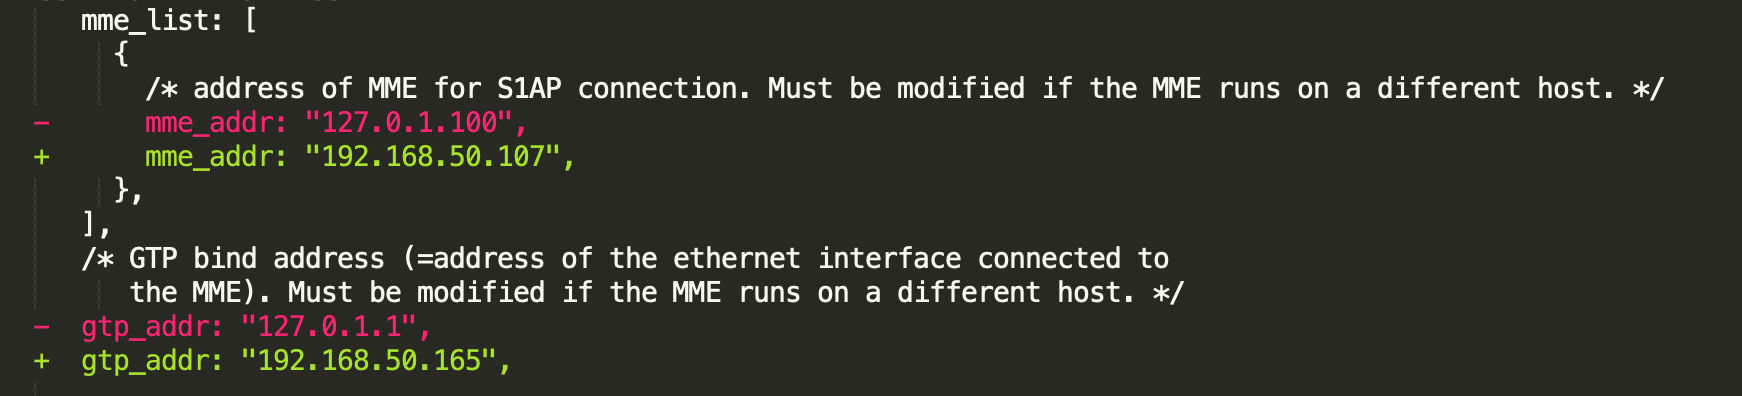 mme_list: [
{
/* address of MME for S1AP connection. Must be modified if the MME runs on a different host. */
- mme_addr: "127.0.1.100",
+ mme_addr: "192.168.50.107",
},
],
/* GTP bind address (=address of the ethernet interface connected to
the MME). Must be modified if the MME runs on a different host. */
- gtp_addr: "127.0.1.1",
+ gtp_addr: "192.168.50.165",